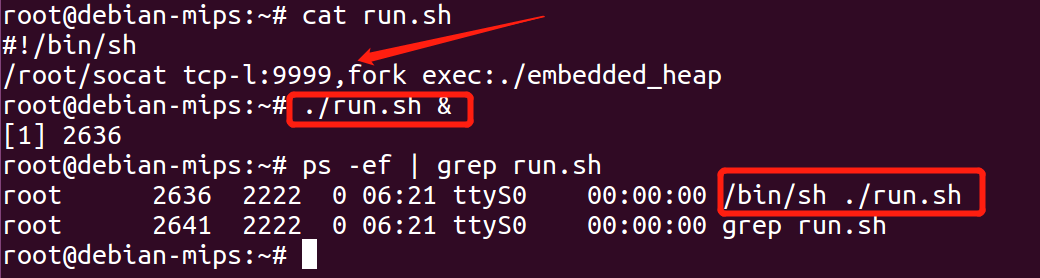 root@debian-mips:~# cat run.sh
#!/bin/sh
/root/socat tcp-l:9999,fork exec:./embedded_heap
root@debian-mips:~# ./run.sh &
[1] 2636
root@debian-mips:~# ps -ef | grep run.sh
root      2636  2222  0 06:21 ttyS0    00:00:00 /bin/sh ./run.sh
root      2641  2222  0 06:21 ttyS0    00:00:00 grep run.sh
root@debian-mips:~#